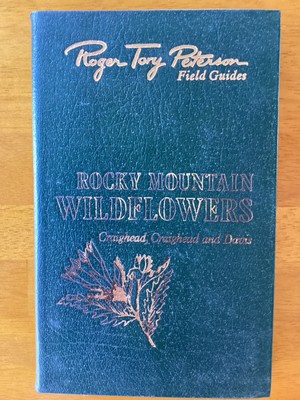 Roger Tory Peterson
Field Guides
ROCKY MOUNTAIN
WILDFLOWERS
Craighead, Craighead and Davis